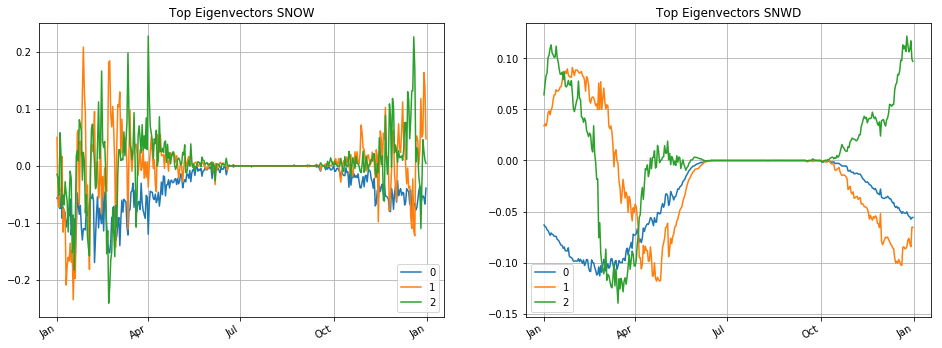 Top Eigenvectors SNOW
0.2
0.1
0.0
−0.1
−0.2
Jan
Apr
Jul
Oct
Jan
0
1
2
Top Eigenvectors SNWD
0.10
0.05
0.00
−0.05
−0.10
−0.15
Jan
Apr
Jul
Oct
Jan
0
1
2